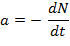 a = − dN/dt